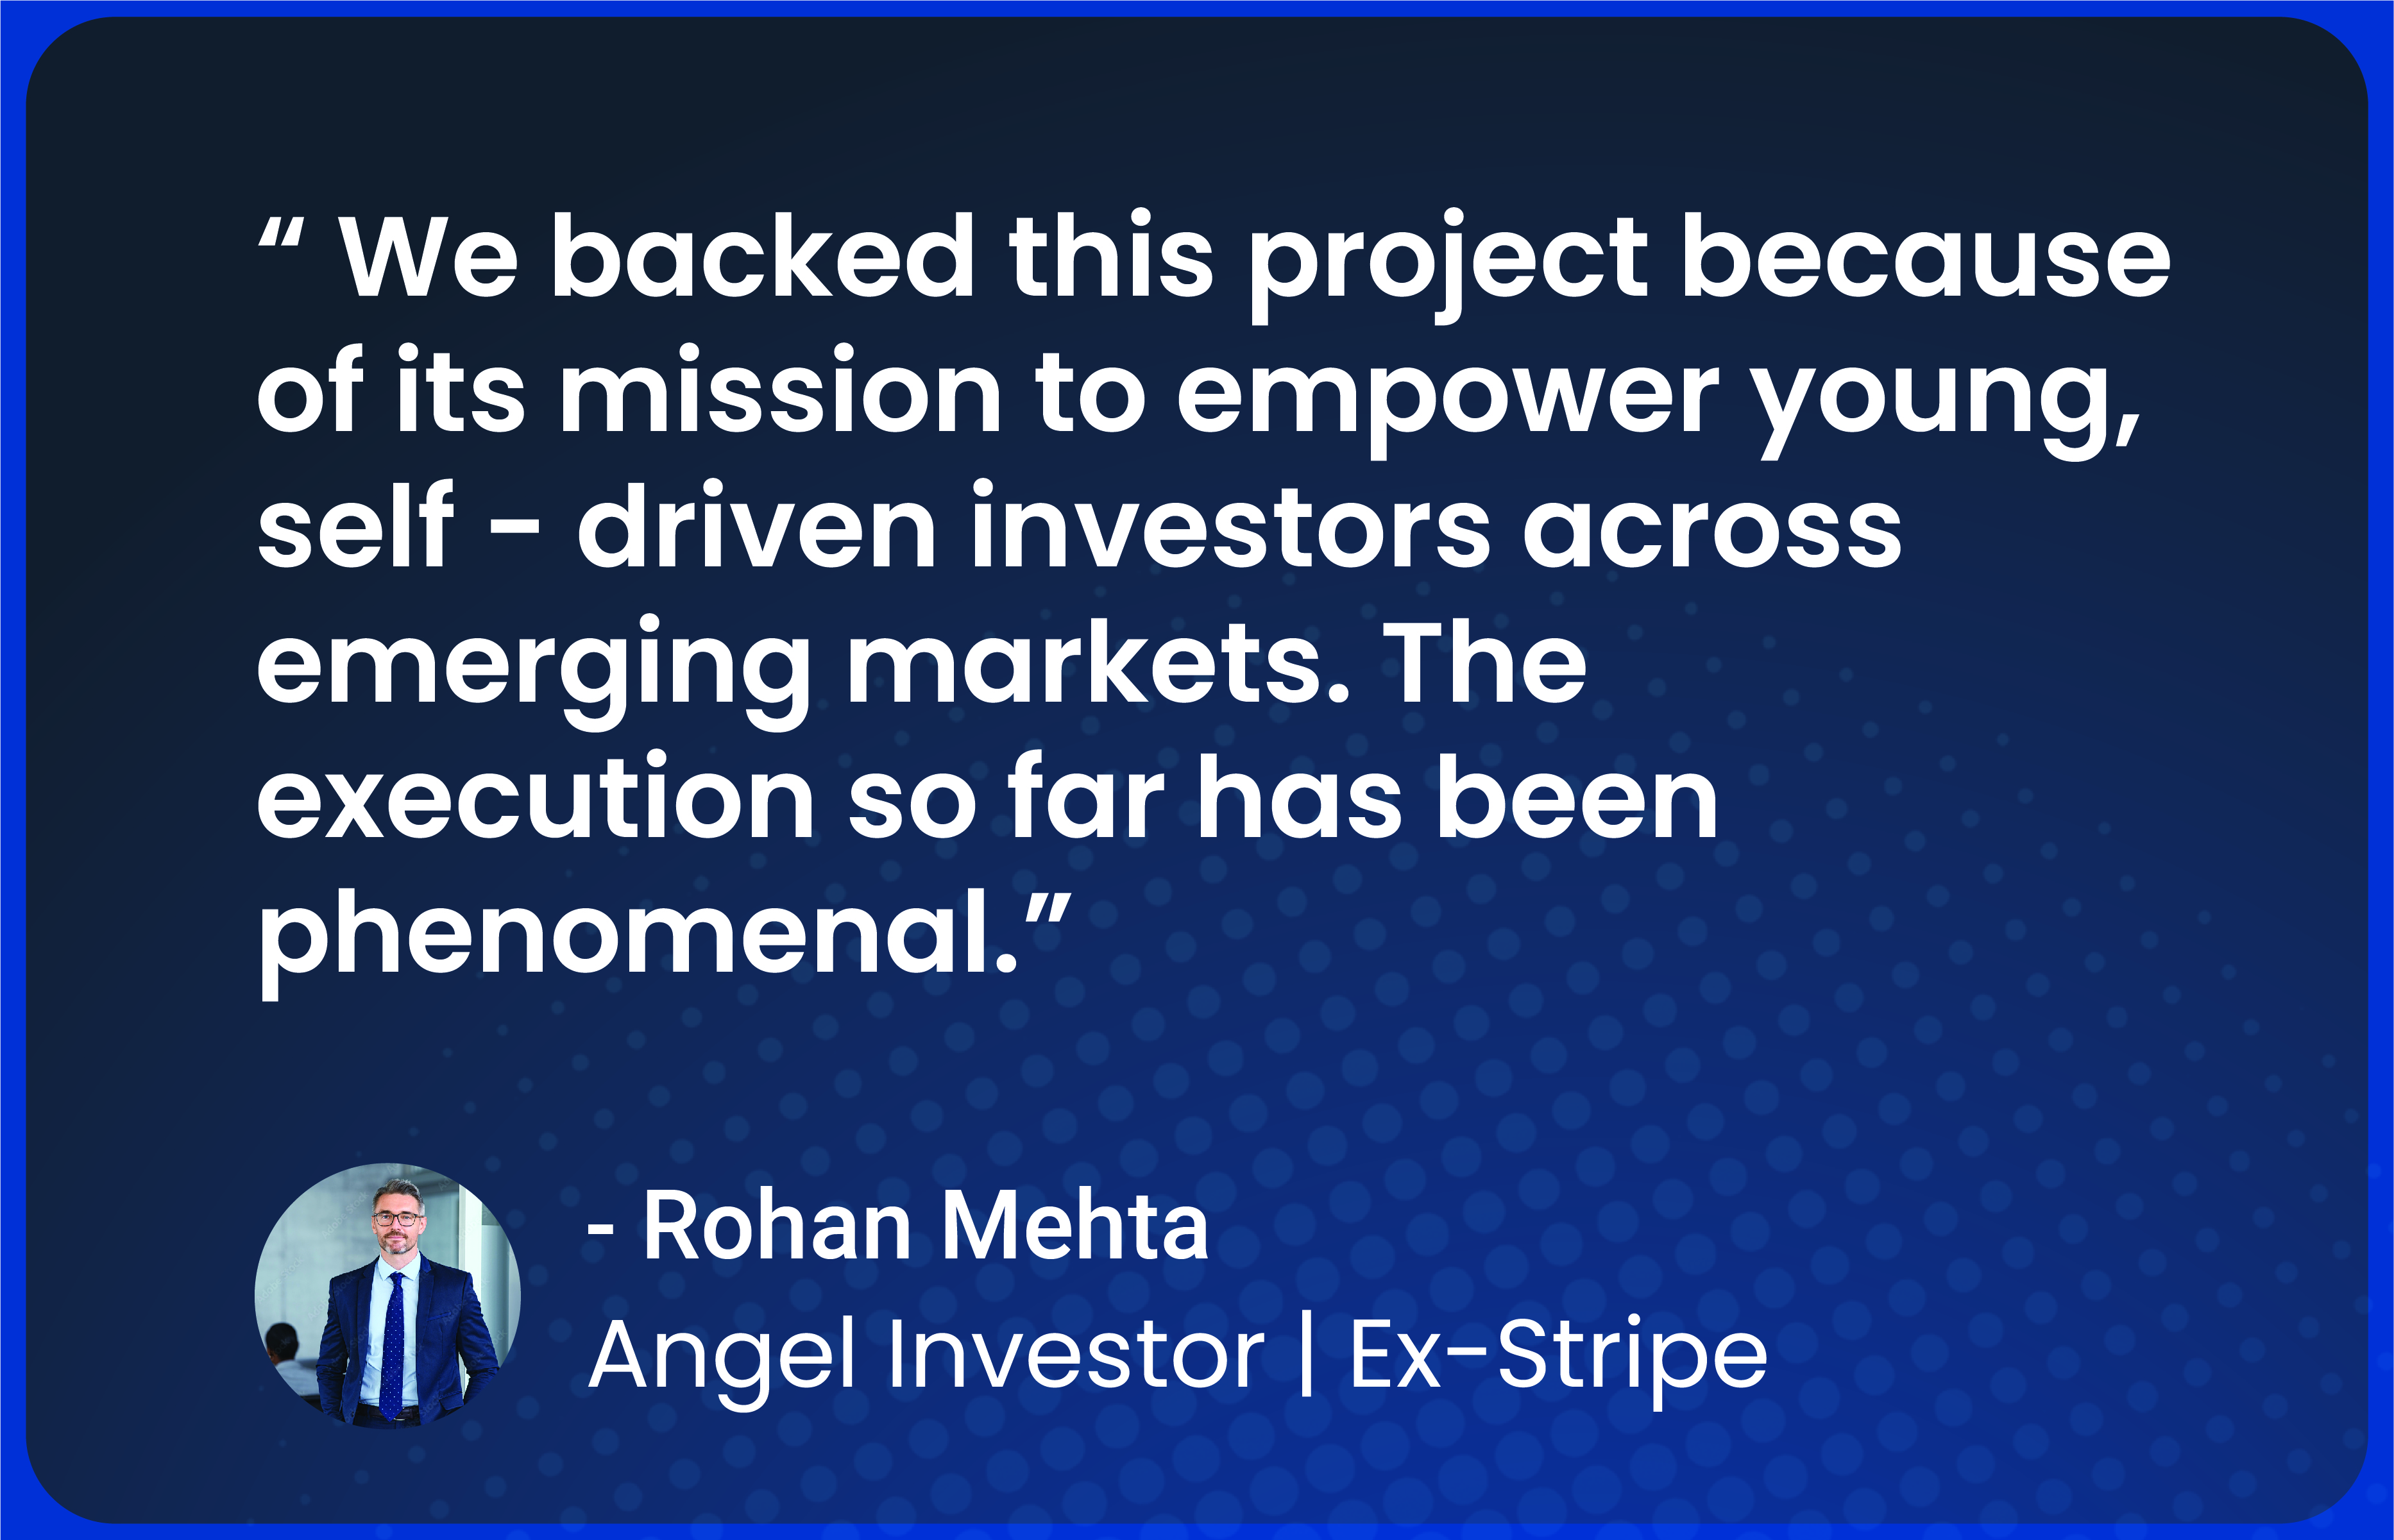 “ We backed this project because
of its mission to empower young,
self - driven investors across
emerging markets. The
execution so far has been
phenomenal.”
- Rohan Mehta
Angel Investor | Ex-Stripe